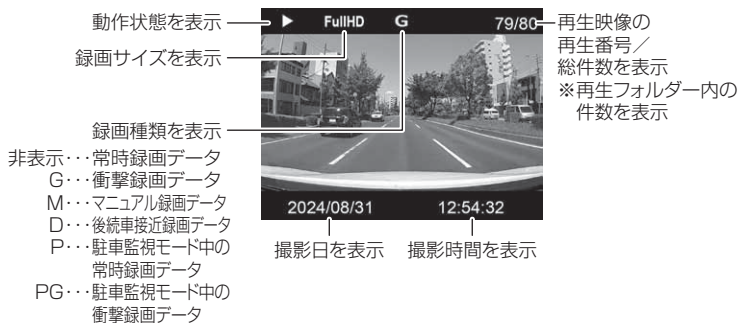 動作状態を表示
録画サイズを表示
録画種類を表示
非表示･･･常時録画データ
G･･･衝撃録画データ
M･･･マニュアル録画データ
D･･･後続車接近録画データ
P･･･駐車監視モード中の
常時録画データ
PG･･･駐車監視モード中の
衝撃録画データ
FullHD G 79/80
2024/08/31 12:54:32
撮影日を表示 撮影時間を表示
再生映像の
再生番号／
総件数を表示
※再生フォルダー内の
件数を表示